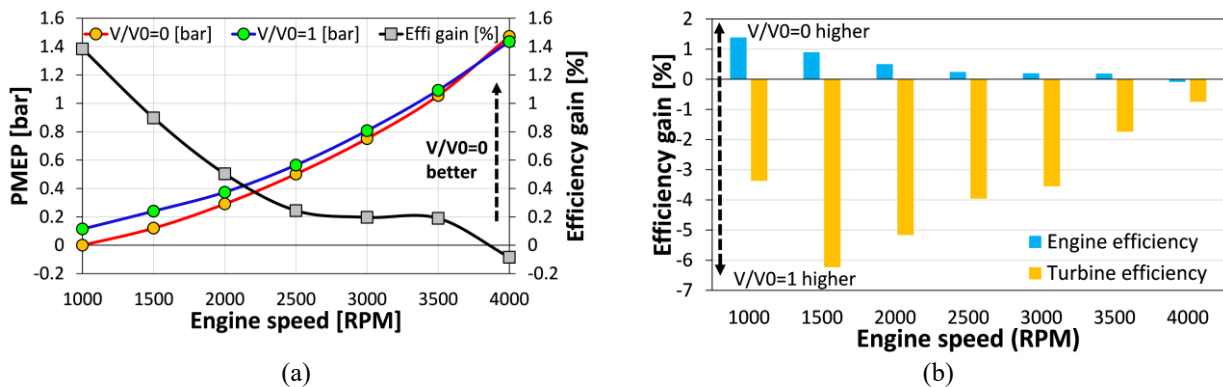 V/V0=0 [bar] V/V0=1 [bar] Effi gain [%]
PMEP [bar]
1.6
1.4
1.2
1
0.8
0.6
0.4
0.2
0
-0.2
1.6
1.4
1.2
1
0.8
0.6
0.4
0.2
0
-0.2
Efficiency gain [%]
V/V0=0
better
1000 1500 2000 2500 3000 3500 4000
Engine speed [RPM]
(a)
Efficiency gain [%]
2
1
0
-1
-2
-3
-4
-5
-6
-7
V/V0=0 higher
Engine efficiency
Turbine efficiency
V/V0=1 higher
1000 1500 2000 2500 3000 3500 4000
Engine speed (RPM)
(b)